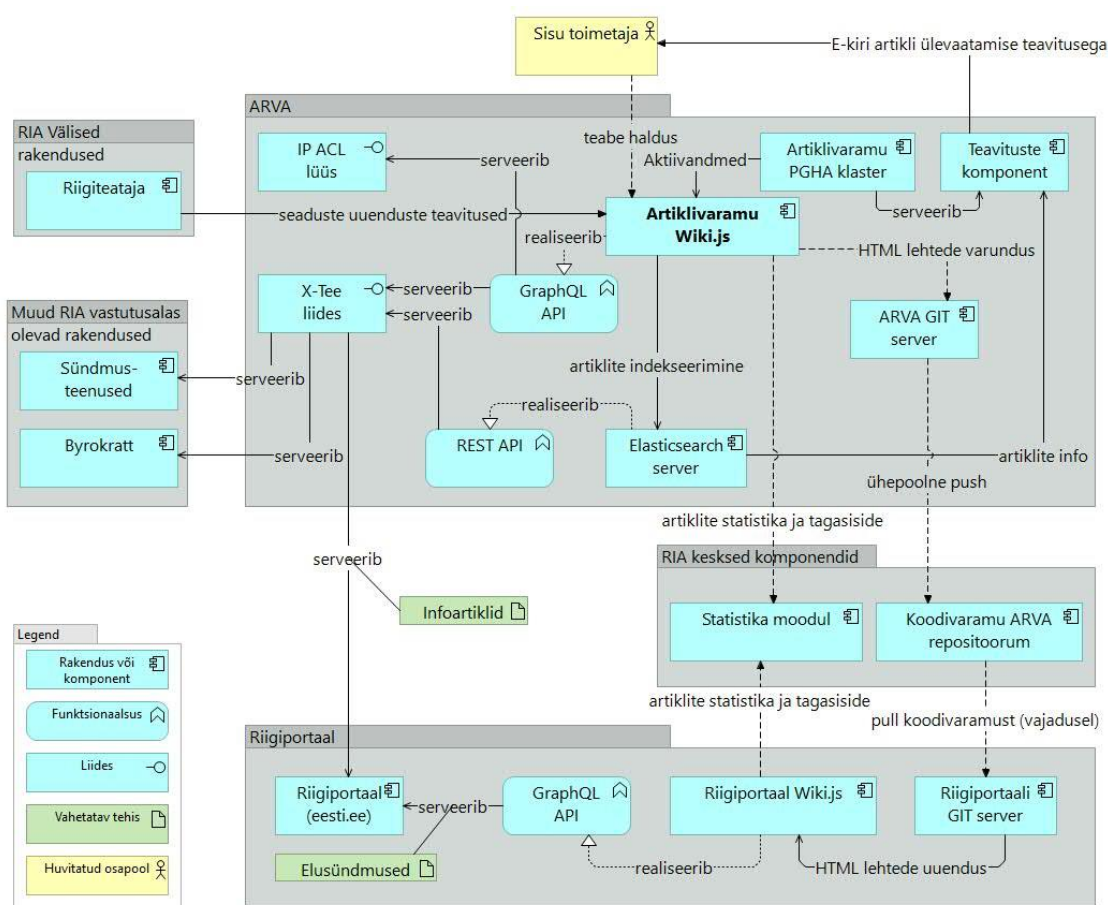 Sisu toimetaja
E-kiri artikli ülevaatamise teavitusega
ARVA
RIA Välised
rakendused
Riigiteataja
IP ACL
lüüs
serveerib
teabe haldus
Aktiivandmed
Artiklivaramu
PGHA klaster
Teavituste
komponent
serveerib
seaduste uuenduste teavitused
Artiklivaramu
Wiki.js
realiseerib
HTML lehtede varundus
X-Tee
liides
serveerib
serveerib
GraphQL
API
ARVA GIT
server
Muud RIA vastutusalas
olevad rakendused
Sündmus-
teenused
serveerib
artiklite indekseerimine
realiseerib
Byrokratt
serveerib
REST API
Elasticsearch
server
artiklite info
ühepoolne push
artiklite statistika ja tagasiside
serveerib
RIA kesksed komponendid
Infoartiklid
Statistika moodul
Koodivaramu ARVA
repositoorum
Legend
Rakendus või
komponent
Funktsionaalsus
Liides
Vahetatav tehis
Huvitatud osapool
artiklite statistika ja tagasiside
pull koodivaramust (vajadusel)
Riigiportaal
Riigiportaal
(eesti.ee)
serveerib
GraphQL
API
Riigiportaal Wiki.js
Riigiportaali
GIT server
Elusündmused
realiseerib
HTML lehtede uuendus